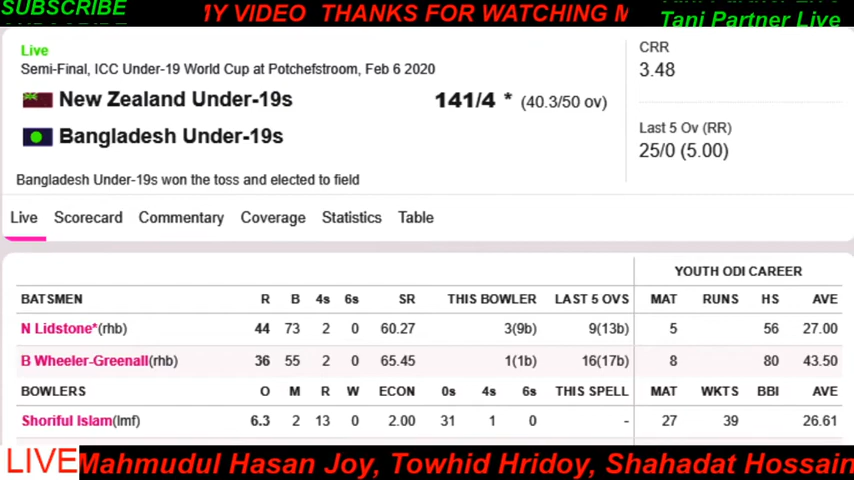 SUBSCRIBE
MY VIDEO THANKS FOR WATCHING M
Tani Partner Live
Live
Semi-Final, ICC Under-19 World Cup at Potchefstroom, Feb 6 2020
New Zealand Under-19s 141/4 * (40.3/50 ov)
Bangladesh Under-19s
Bangladesh Under-19s won the toss and elected to field
CRR
3.48
Last 5 Ov (RR)
25/0 (5.00)
Live Scorecard Commentary Coverage Statistics Table
YOUTH ODI CAREER
BATSMEN R B 4s 6s SR THIS BOWLER LAST 5 OVS MAT RUNS HS AVE
N Lidstone*(rhb) 44 73 2 0 60.27 3(9b) 9(13b) 5 56 27.00
B Wheeler-Greenall(rhb) 36 55 2 0 65.45 1(1b) 16(17b) 8 80 43.50
BOWLERS O M R W ECON 0s 4s 6s THIS SPELL MAT WKTS BBI AVE
Shoriful Islam(lmf) 6.3 2 13 0 2.00 31 1 0 - 27 39 26.61
LIVE Mahmudul Hasan Joy, Towhid Hridoy, Shahadat Hossain